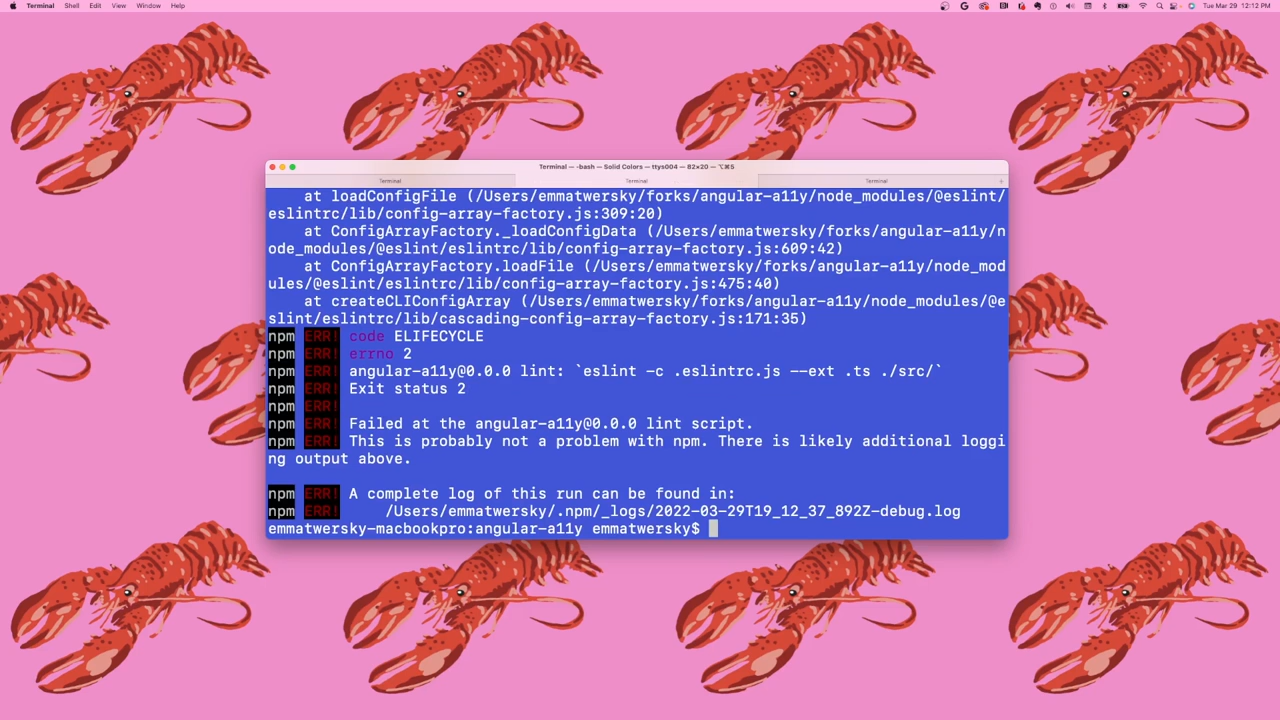 Terminal Shell Edit View Window Help
Tue Mar 29 12:12 PM
Terminal — -bash — Solid Colors — ttys004 — 82×20 — ⌥⌘5
Terminal Terminal Terminal +
at loadConfigFile (/Users/emmatwersky/forks/angular-a11y/node_modules/@eslint/
eslintrc/lib/config-array-factory.js:309:20)
at ConfigArrayFactory._loadConfigData (/Users/emmatwersky/forks/angular-a11y/n
ode_modules/@eslint/eslintrc/lib/config-array-factory.js:609:42)
at ConfigArrayFactory.loadFile (/Users/emmatwersky/forks/angular-a11y/node_mod
ules/@eslint/eslintrc/lib/config-array-factory.js:475:40)
at createCLIConfigArray (/Users/emmatwersky/forks/angular-a11y/node_modules/@e
slint/eslintrc/lib/cascading-config-array-factory.js:171:35)
npm ERR! code ELIFECYCLE
npm ERR! errno 2
npm ERR! angular-a11y@0.0.0 lint: `eslint -c .eslintrc.js --ext .ts ./src/`
npm ERR! Exit status 2
npm ERR!
npm ERR! Failed at the angular-a11y@0.0.0 lint script.
npm ERR! This is probably not a problem with npm. There is likely additional loggi
ng output above.
npm ERR! A complete log of this run can be found in:
npm ERR! /Users/emmatwersky/.npm/_logs/2022-03-29T19_12_37_892Z-debug.log
emmatwersky-macbookpro:angular-a11y emmatwersky$